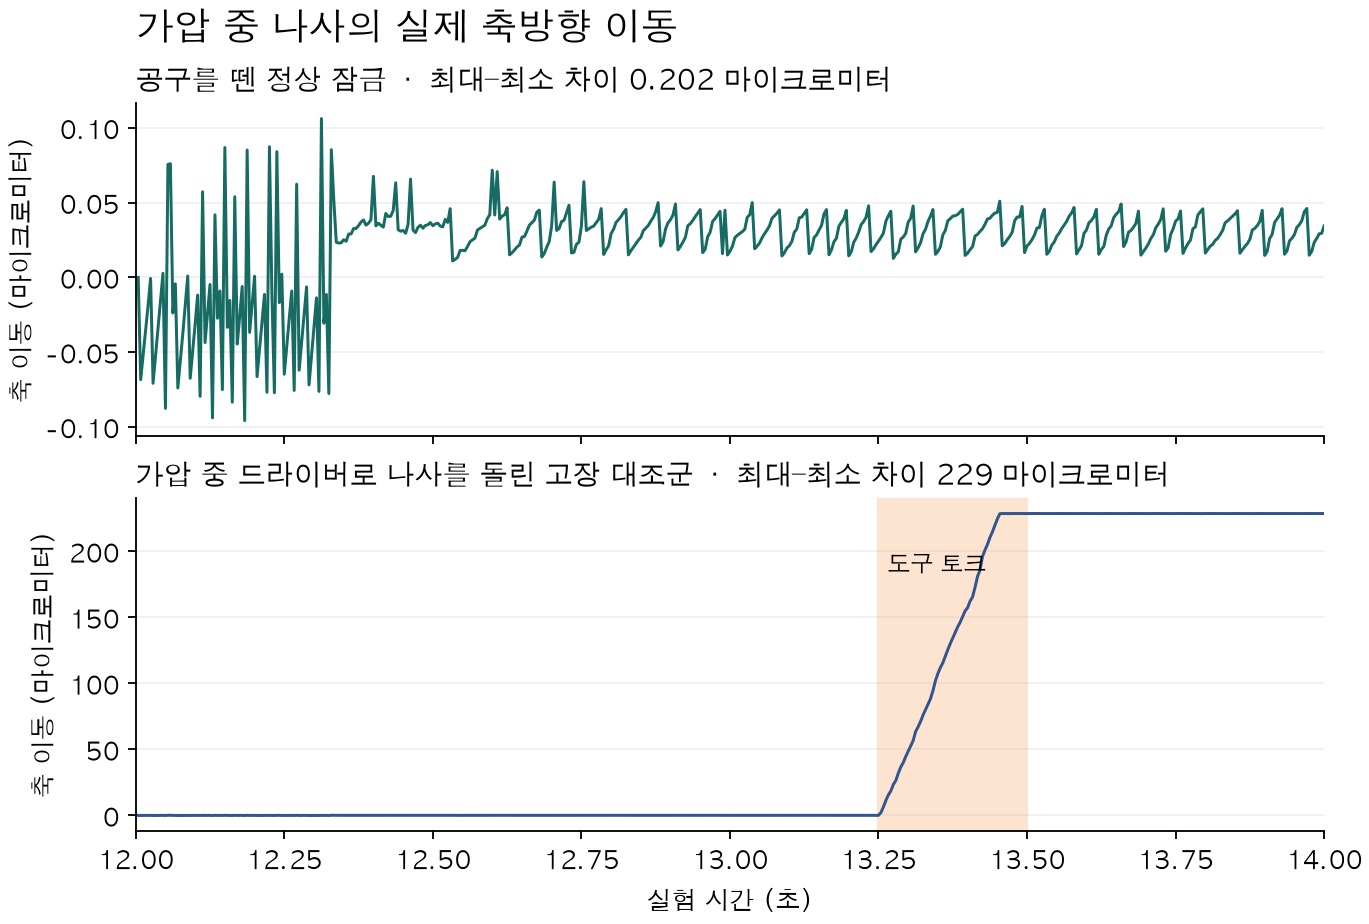 가압 중 나사의 실제 축방향 이동
공구를 뗀 정상 잠금 · 최대–최소 차이 0.202 마이크로미터
축 이동 (마이크로미터)
0.10
0.05
0.00
-0.05
-0.10
가압 중 드라이버로 나사를 돌린 고장 대조군 · 최대–최소 차이 229 마이크로미터
축 이동 (마이크로미터)
200
150
100
50
0
도구 토크
12.00 12.25 12.50 12.75 13.00 13.25 13.50 13.75 14.00
실험 시간 (초)